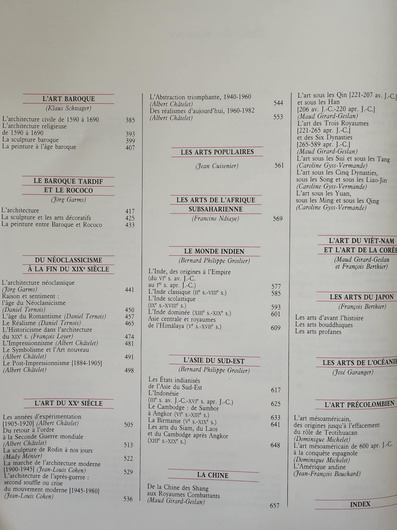 L'ART BAROQUE
(Klaus Schwager)
L'architecture civile de 1590 à 1690 385
L'architecture religieuse
de 1590 à 1690 393
La sculpture baroque 399
La peinture à l'âge baroque 407
LE BAROQUE TARDIF
ET LE ROCOCO
(Jörg Garms)
L'architecture 417
La sculpture et les arts décoratifs 425
La peinture entre Baroque et Rococo 433
DU NÉOCLASSICISME
À LA FIN DU XIXe SIÈCLE
L'architecture néoclassique
(Jörg Garms) 441
Raison et sentiment :
l'âge du Néoclassicisme
(Daniel Ternois) 450
L'âge du Romantisme (Daniel Ternois) 457
Le Réalisme (Daniel Ternois) 465
L'Historicisme dans l'architecture
du XIXe s. (François Loyer) 474
L'Impressionnisme (Albert Châtelet) 481
Le Symbolisme et l'Art nouveau
(Albert Châtelet) 491
Le Post-Impressionnisme [1884-1905]
(Albert Châtelet) 498
L'ART DU XXe SIÈCLE
Les années d'expérimentation
[1905-1920] (Albert Châtelet) 505
Du retour à l'ordre
à la Seconde Guerre mondiale
(Albert Châtelet) 513
La sculpture de Rodin à nos jours
(Mady Ménier) 522
La marche de l'architecture moderne
[1900-1945] (Jean-Louis Cohen) 529
L'architecture de l'après-guerre :
second souffle ou crise
du mouvement moderne [1945-1980]
(Jean-Louis Cohen) 536
L'Abstraction triomphante, 1940-1960
(Albert Châtelet) 544
Des réalismes d'aujourd'hui, 1960-1982
(Albert Châtelet) 553
LES ARTS POPULAIRES
(Jean Cuisenier) 561
LES ARTS DE L'AFRIQUE
SUBSAHARIENNE
(Francine Ndiaye) 569
LE MONDE INDIEN
(Bernard Philippe Groslier)
L'Inde, des origines à l'Empire
(du VIe s. av. J.-C.
au Ier s. apr. J.-C.) 577
L'Inde classique (IIe s.-VIIIe s.) 585
L'Inde scolastique
(IXe s.-XIIIe s.) 593
L'Inde dominée (XIIIe s.-XIXe s.) 601
Asie centrale et royaumes
de l'Himâlaya (VIe s.-XVIIe s.) 609
L'ASIE DU SUD-EST
(Bernard Philippe Groslier)
Les États indianisés
de l'Asie du Sud-Est 617
L'Indonésie
(IIIe s. av. J.-C.-XVIe s. apr. J.-C.) 625
Le Cambodge : de Sambor
à Angkor (VIe s.-XIIIe s.) 633
La Birmanie (Ve s.-XVIe s.) 641
Les arts du Siam, du Laos
et du Cambodge après Angkor
(XIIIe s.-XIXe s.) 648
LA CHINE
De la Chine des Shang
aux Royaumes Combattants
(Maud Girard-Geslan) 657
L'art sous les Qin [221-207 av. J.-C.]
et sous les Han
[206 av. J.-C.-220 apr. J.-C.]
(Maud Girard-Geslan)
L'art des Trois Royaumes
[221-265 apr. J.-C.]
et des Six Dynasties
[265-589 apr. J.-C.]
(Maud Girard-Geslan)
L'art sous les Sui et sous les Tang
(Caroline Gyss-Vermande)
L'art sous les Cinq Dynasties,
sous les Song et sous les Liao-Jin
(Caroline Gyss-Vermande)
L'art sous les Yuan,
sous les Ming et sous les Qing
(Caroline Gyss-Vermande)
L'ART DU VIÊT-NAM
ET L'ART DE LA CORÉE
(Maud Girard-Geslan
et Francis Berthier)
LES ARTS DU JAPON
(François Berthier)
Les arts d'avant l'histoire
Les arts bouddhiques
Les arts profanes
LES ARTS DE L'OCÉANIE
(José Garanger)
L'ART PRÉCOLOMBIEN
L'art mésoaméricain,
des origines jusqu'à l'effacement
du rôle de Teotihuacan
(Dominique Michelet)
L'art mésoaméricain de 600 apr. J.-C.
à la conquête espagnole
(Dominique Michelet)
L'Amérique andine
(Jean-François Bouchard)
INDEX